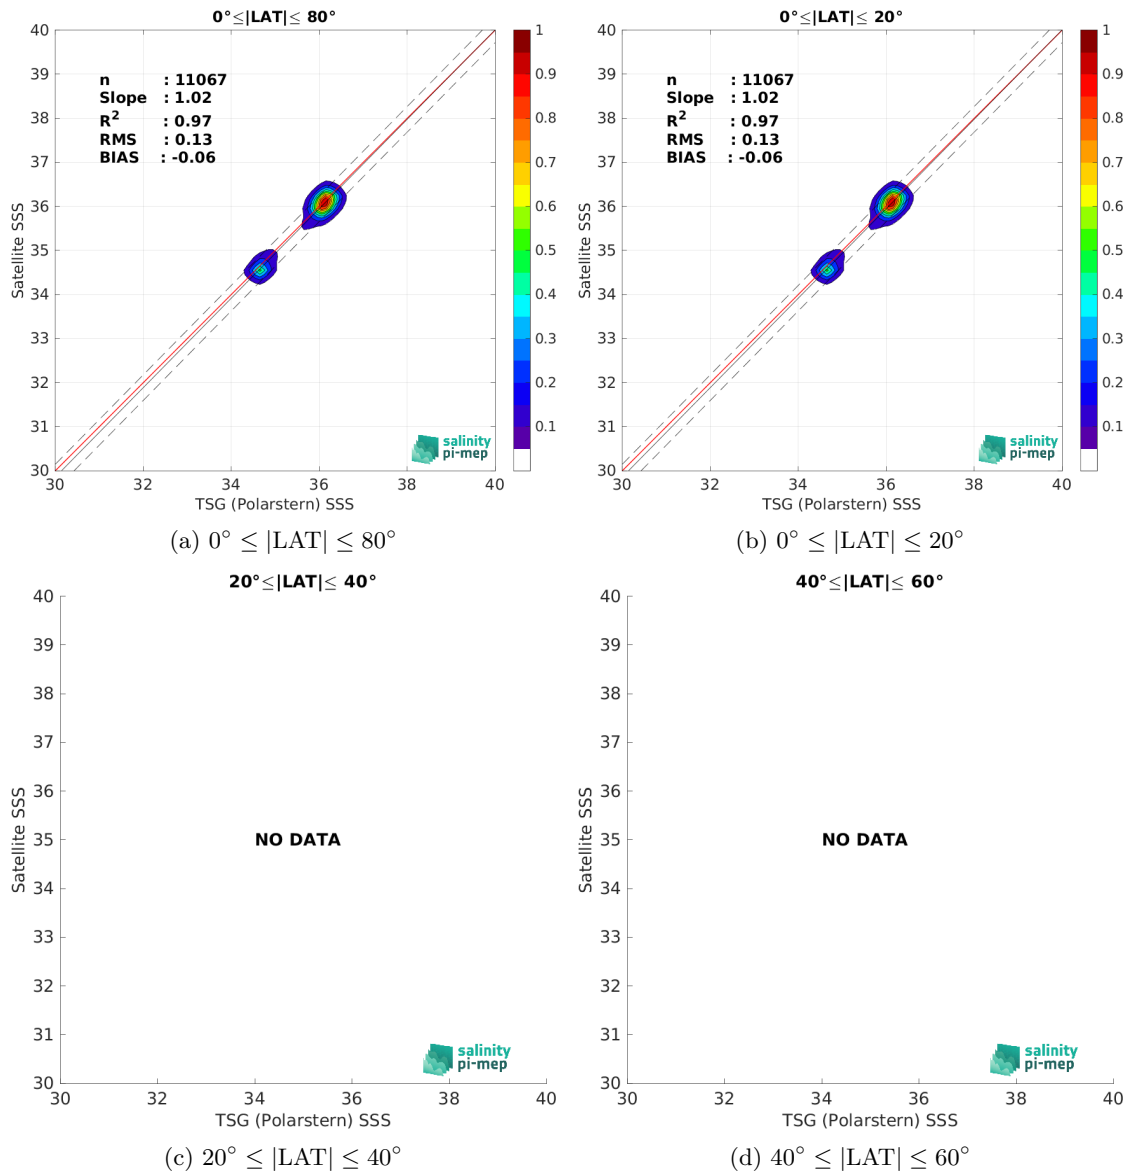 0°≤|LAT|≤ 80°
40
39
38
37
36
35
34
33
32
31
30
Satellite SSS
n : 11067
Slope : 1.02
R² : 0.97
RMS : 0.13
BIAS : -0.06
1
0.9
0.8
0.7
0.6
0.5
0.4
0.3
0.2
0.1
salinity
pi-mep
30 32 34 36 38 40
TSG (Polarstern) SSS
(a) 0° ≤ |LAT| ≤ 80°
0°≤|LAT|≤ 20°
40
39
38
37
36
35
34
33
32
31
30
Satellite SSS
n : 11067
Slope : 1.02
R² : 0.97
RMS : 0.13
BIAS : -0.06
1
0.9
0.8
0.7
0.6
0.5
0.4
0.3
0.2
0.1
salinity
pi-mep
30 32 34 36 38 40
TSG (Polarstern) SSS
(b) 0° ≤ |LAT| ≤ 20°
20°≤|LAT|≤ 40°
40
39
38
37
36
35
34
33
32
31
30
Satellite SSS
NO DATA
salinity
pi-mep
30 32 34 36 38 40
TSG (Polarstern) SSS
(c) 20° ≤ |LAT| ≤ 40°
40°≤|LAT|≤ 60°
40
39
38
37
36
35
34
33
32
31
30
Satellite SSS
NO DATA
salinity
pi-mep
30 32 34 36 38 40
TSG (Polarstern) SSS
(d) 40° ≤ |LAT| ≤ 60°